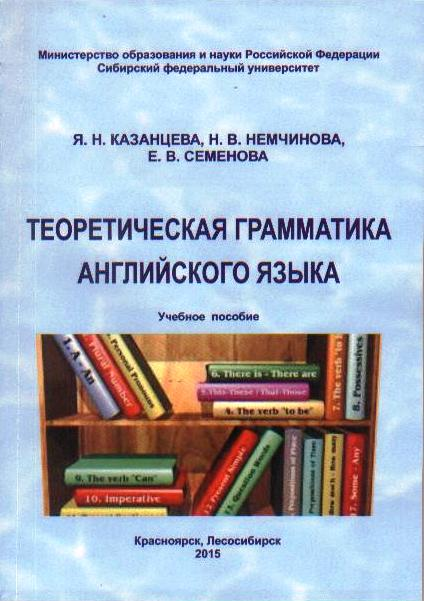 Министерство образования и науки Российской Федерации
Сибирский федеральный университет
Я. Н. КАЗАНЦЕВА, Н. В. НЕМЧИНОВА,
Е. В. СЕМЕНОВА
ТЕОРЕТИЧЕСКАЯ ГРАММАТИКА
АНГЛИЙСКОГО ЯЗЫКА
Учебное пособие
1. A - An
Plural Number
Personal Pronouns
6. There is - There are
5.This-These / That-Those
4. The verb "to be"
7. The verb "to
8. Possessives
9. The verb "Can"
10. Imperative
12 Present Simple
13. Question Words
Prepositions of Place
Prepositions of Time
How much - How many
17. Some - Any
Красноярск, Лесосибирск
2015